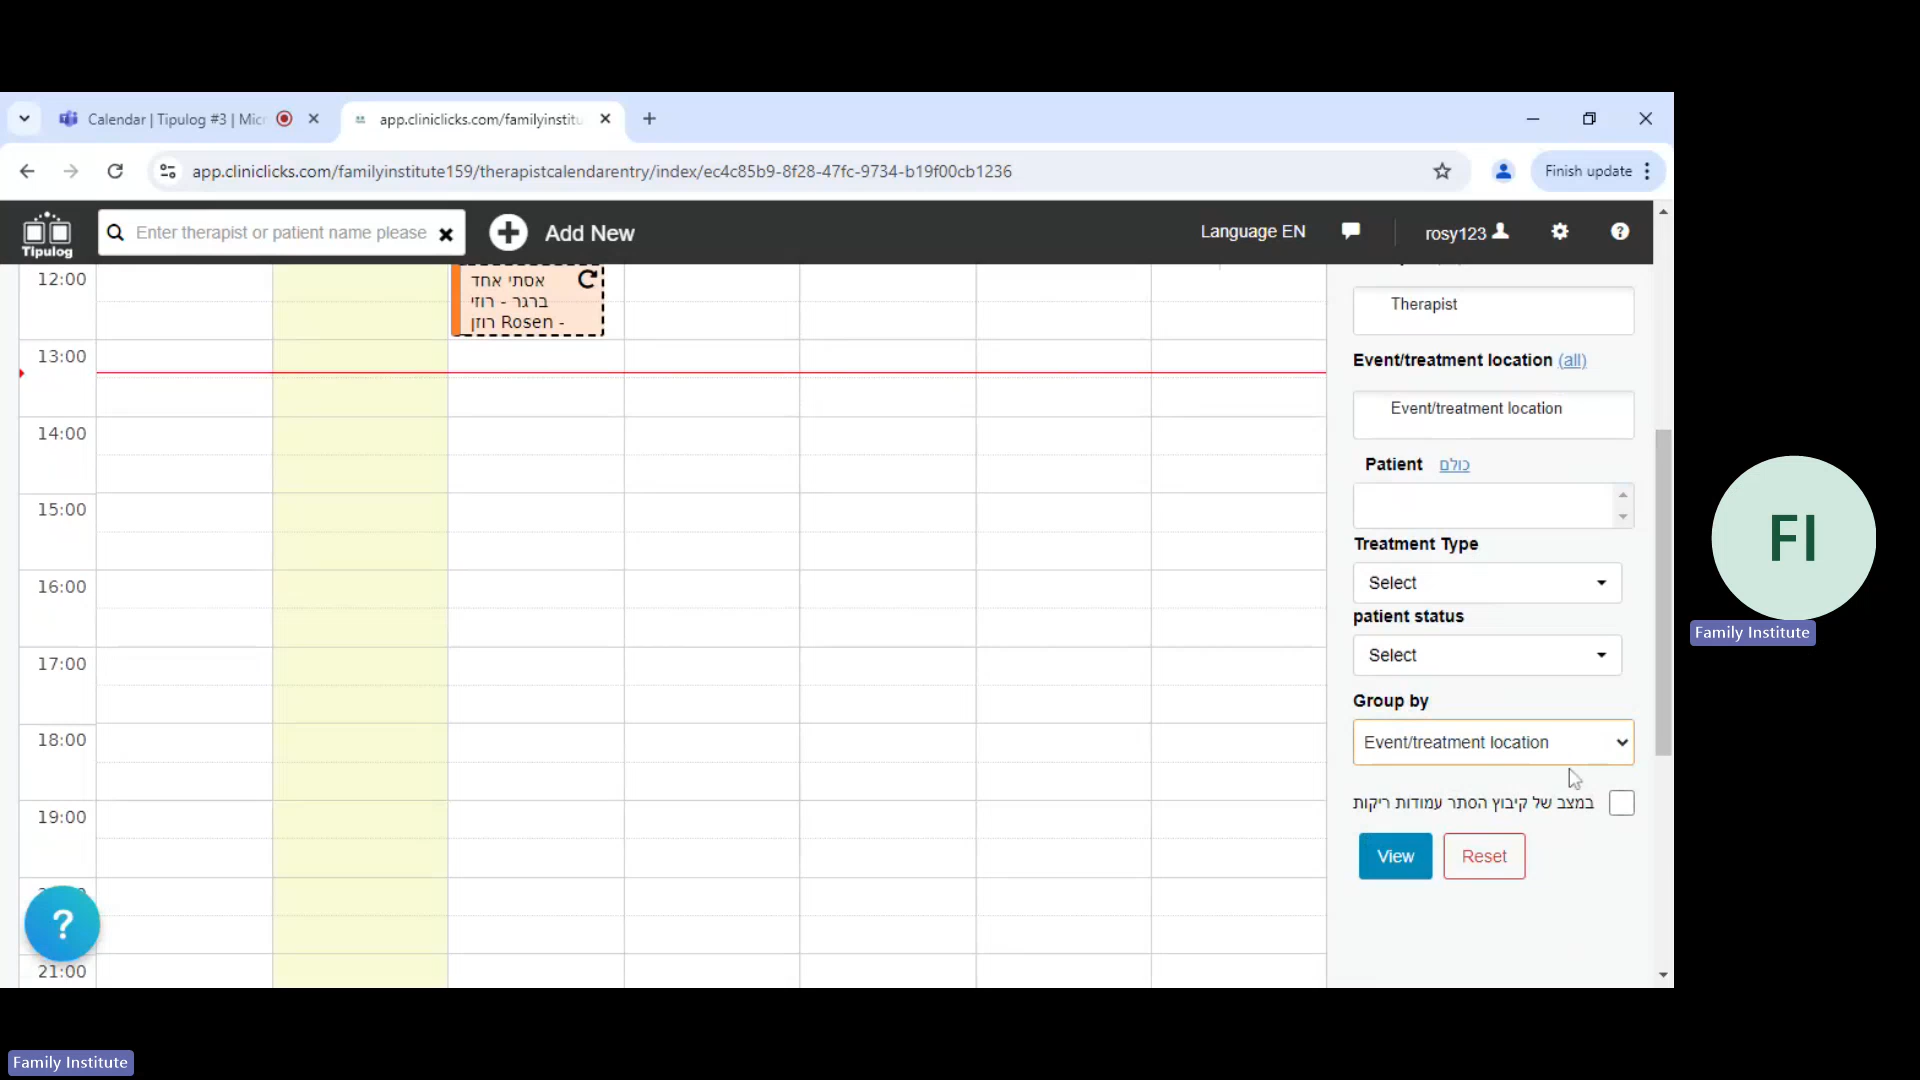 Calendar | Tipulog #3 | Mic
app.cliniclicks.com/familyinstitu
app.cliniclicks.com/familyinstitute159/therapistcalendarentry/index/ec4c85b9-8f28-47fc-9734-b19f00cb1236
Finish update
Tipulog
Enter therapist or patient name please
Add New
Language EN
rosy123
12:00
אסתי אחד
ברגר - רוזי
רוזן Rosen -
13:00
14:00
15:00
16:00
17:00
18:00
19:00
21:00
Therapist
Event/treatment location (all)
Event/treatment location
Patient כולם
Treatment Type
Select
patient status
Select
Group by
Event/treatment location
במצב של קיבוץ הסתר עמודות ריקות
View Reset
?
FI
Family Institute
Family Institute